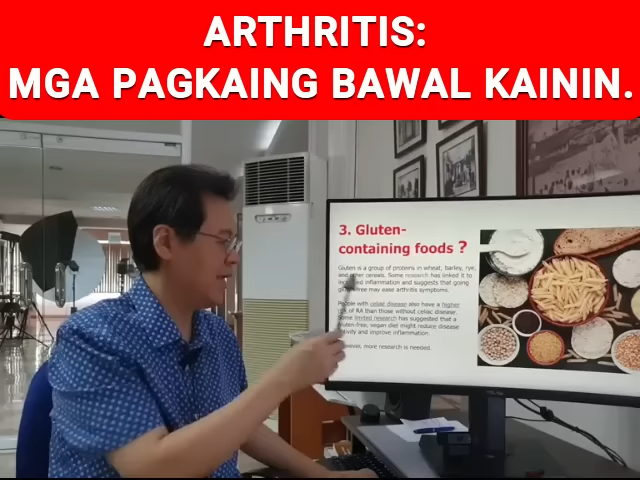 ARTHRITIS:
MGA PAGKAING BAWAL KAININ.
3. Gluten-
containing foods ?
Gluten is a group of proteins in wheat, barley, rye,
and other cereals. Some research has linked it to
inflammation and suggests that going
free may ease arthritis symptoms.
People with celiac disease also have a higher
risk of RA than those without celiac disease.
Some limited research has suggested that a
gluten-free, vegan diet might reduce disease
activity and improve inflammation.
more research is needed.